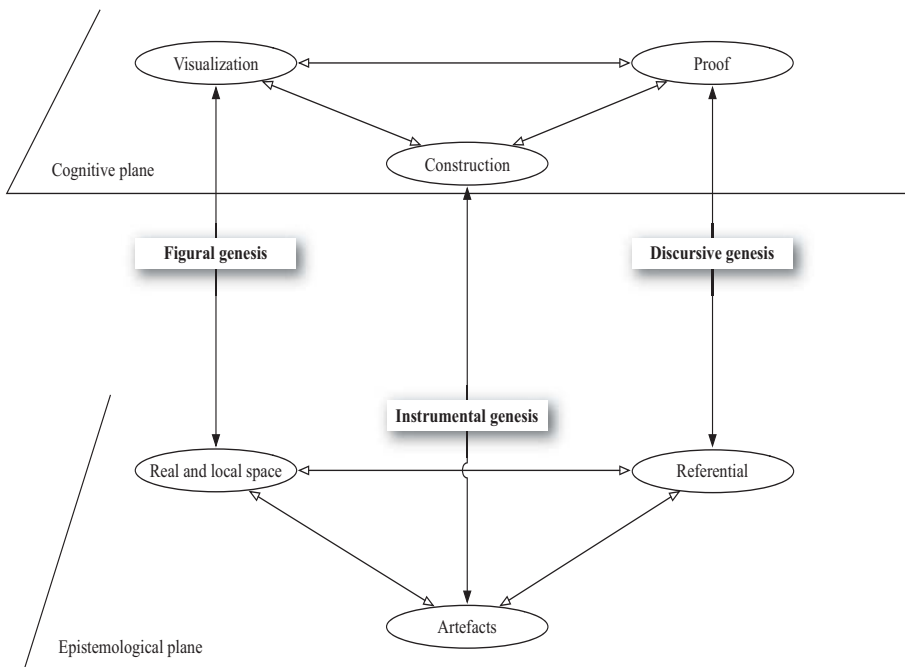 Visualization
Proof
Construction
Cognitive plane
Figural genesis
Discursive genesis
Instrumental genesis
Real and local space
Referential
Artefacts
Epistemological plane